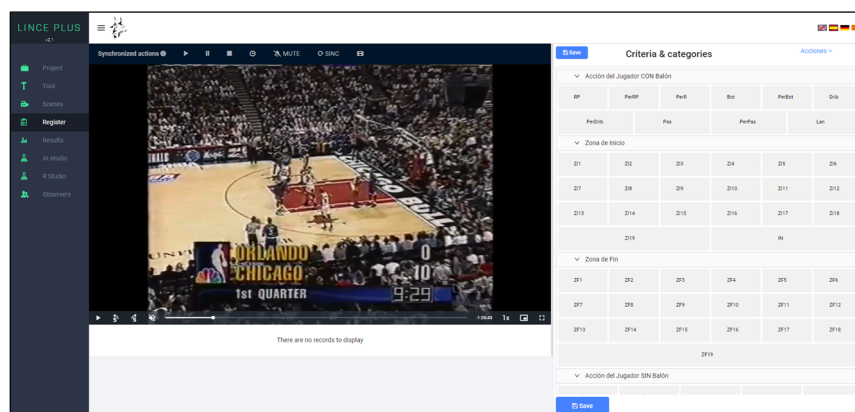 LINCE PLUS
v2.1
Project
Tool
Scenes
Register
Results
AI studio
R Studio
Observers
Synchronized actions
MUTE
SINC
ORLANDO 0
CHICAGO 10
1st QUARTER 9:29
-1:26:43 1x
There are no records to display
Save
Criteria & categories
Acciones
Acción del Jugador CON Balón
RP PerRP PerR Bot PerBot Drib
PerDrib Pas PerPas Lan
Zona de Inicio
ZI1 ZI2 ZI3 ZI4 ZI5 ZI6
ZI7 ZI8 ZI9 ZI10 ZI11 ZI12
ZI13 ZI14 ZI15 ZI16 ZI17 ZI18
ZI19 IN
Zona de Fin
ZF1 ZF2 ZF3 ZF4 ZF5 ZF6
ZF7 ZF8 ZF9 ZF10 ZF11 ZF12
ZF13 ZF14 ZF15 ZF16 ZF17 ZF18
ZF19
Acción del Jugador SIN Balón
Save